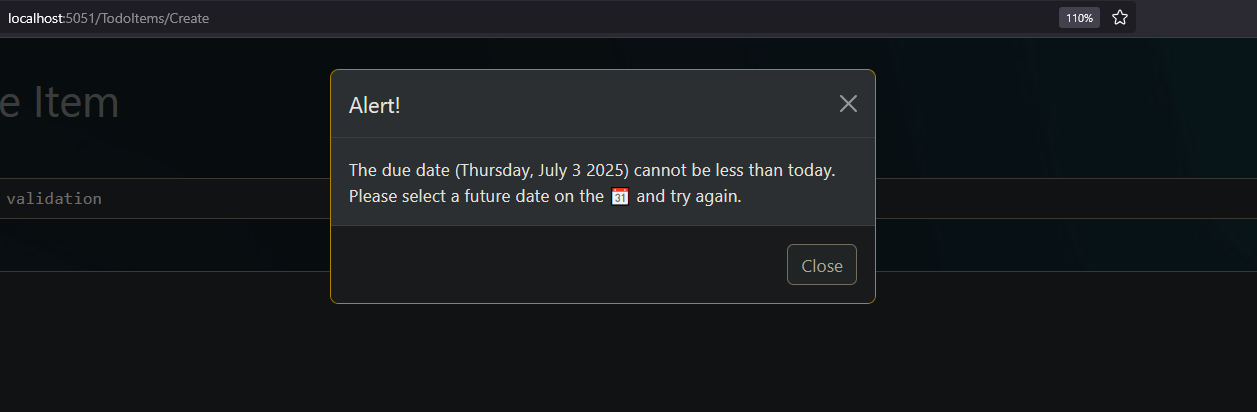 localhost:5051/TodoItems/Create
110%
e Item
Alert!
validation
The due date (Thursday, July 3 2025) cannot be less than today.
Please select a future date on the 📅 and try again.
Close